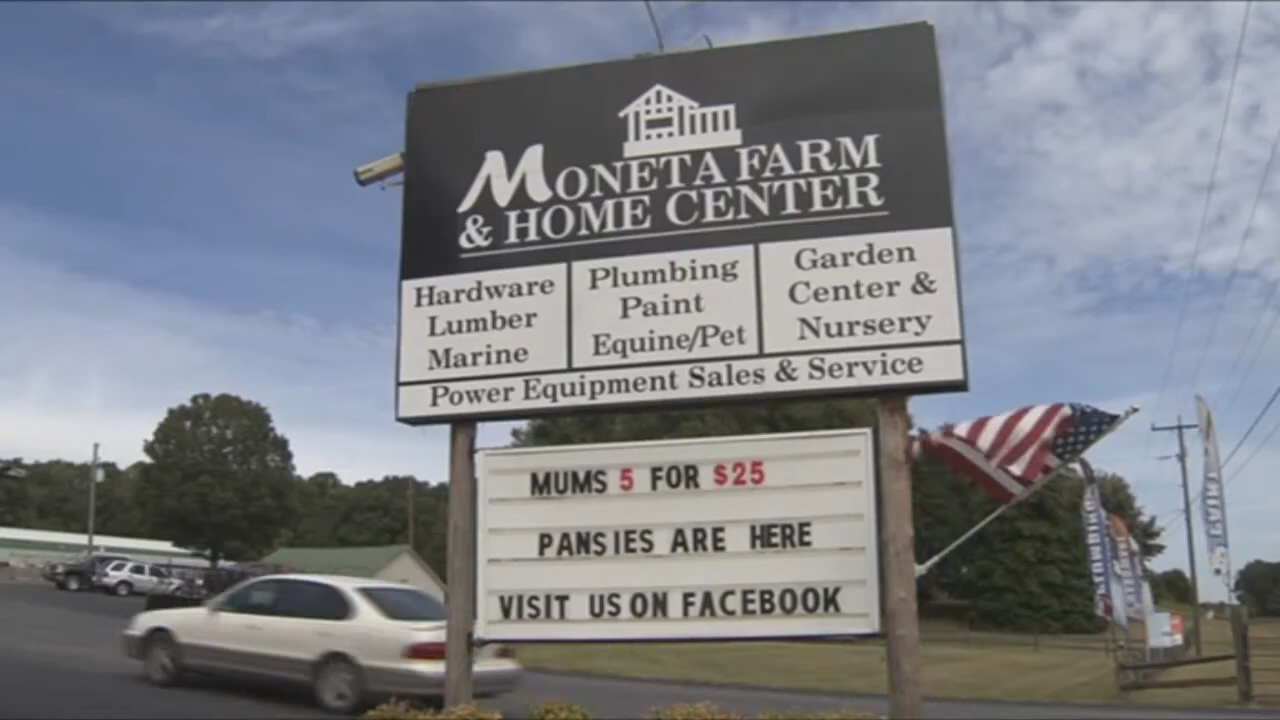 MONETA FARM
& HOME CENTER
Hardware
Lumber
Marine
Plumbing
Paint
Equine/Pet
Garden
Center &
Nursery
Power Equipment Sales & Service
MUMS 5 FOR $25
PANSIES ARE HERE
VISIT US ON FACEBOOK